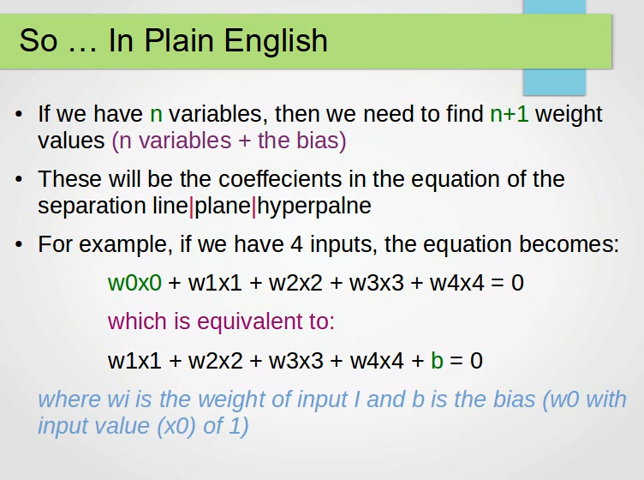 So … In Plain English
• If we have n variables, then we need to find n+1 weight
values (n variables + the bias)
• These will be the coeffecients in the equation of the
separation line|plane|hyperpalne
• For example, if we have 4 inputs, the equation becomes:
w0x0 + w1x1 + w2x2 + w3x3 + w4x4 = 0
which is equivalent to:
w1x1 + w2x2 + w3x3 + w4x4 + b = 0
where wi is the weight of input I and b is the bias (w0 with
input value (x0) of 1)